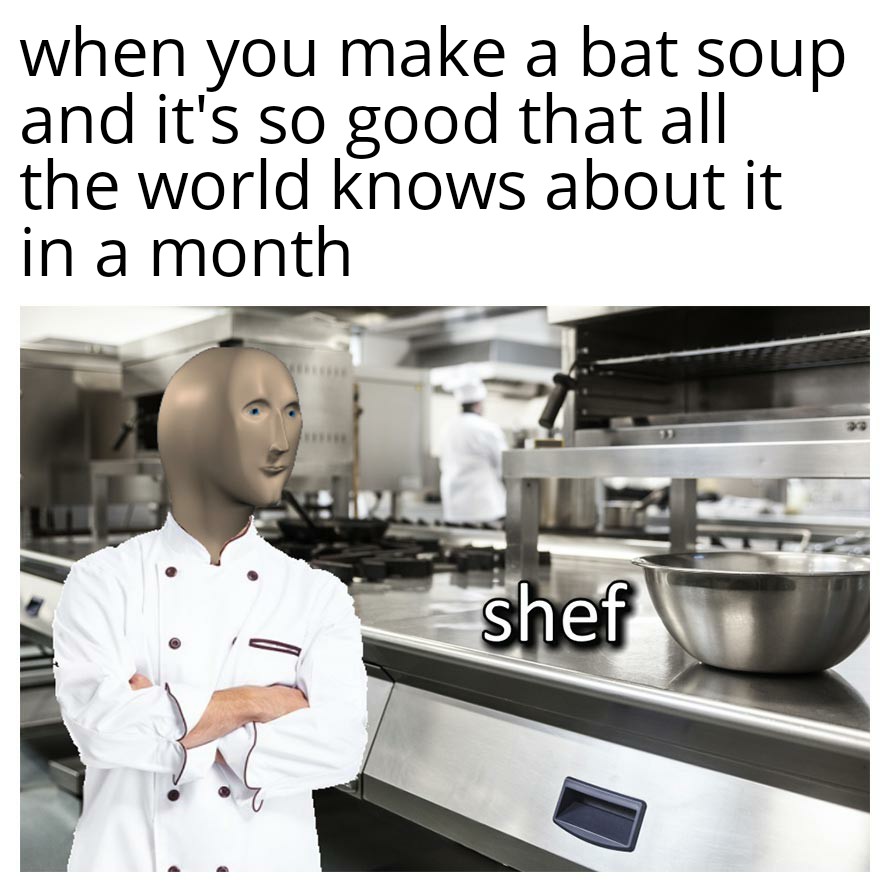 when you make a bat soup
and it's so good that all
the world knows about it
in a month
shef